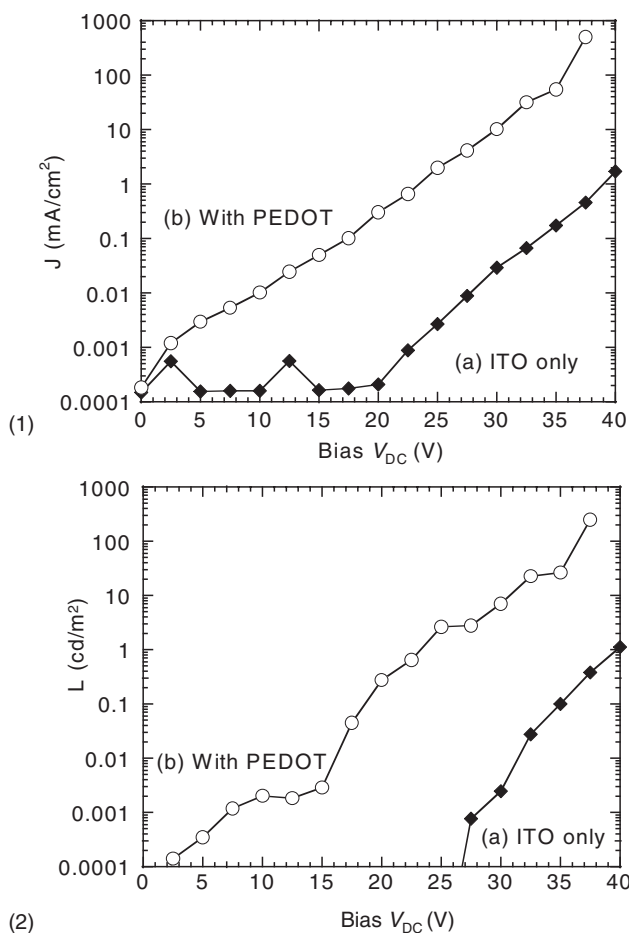 1000
100
10
1
0.1
0.01
0.001
0.0001
J (mA/cm²)
(b) With PEDOT
(a) ITO only
0 5 10 15 20 25 30 35 40
Bias V_DC (V)
(1)
1000
100
10
1
0.1
0.01
0.001
0.0001
L (cd/m²)
(b) With PEDOT
(a) ITO only
0 5 10 15 20 25 30 35 40
Bias V_DC (V)
(2)